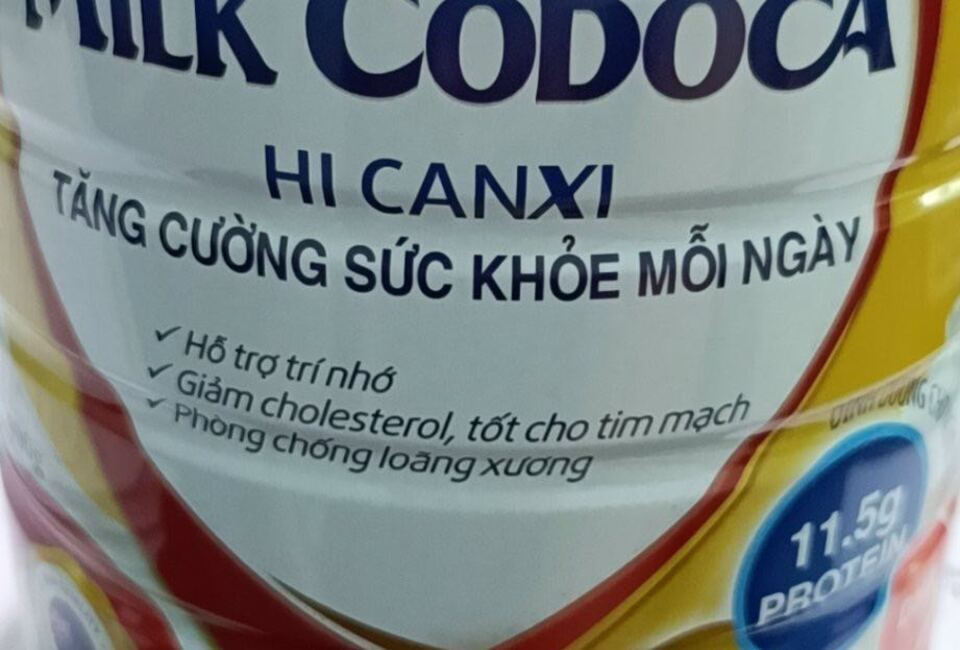 MILK CODOCA
HI CANXI
TĂNG CƯỜNG SỨC KHỎE MỖI NGÀY
✓ Hỗ trợ trí nhớ
✓ Giảm cholesterol, tốt cho tim mạch
✓ Phòng chống loãng xương
11.5g
PROTEIN